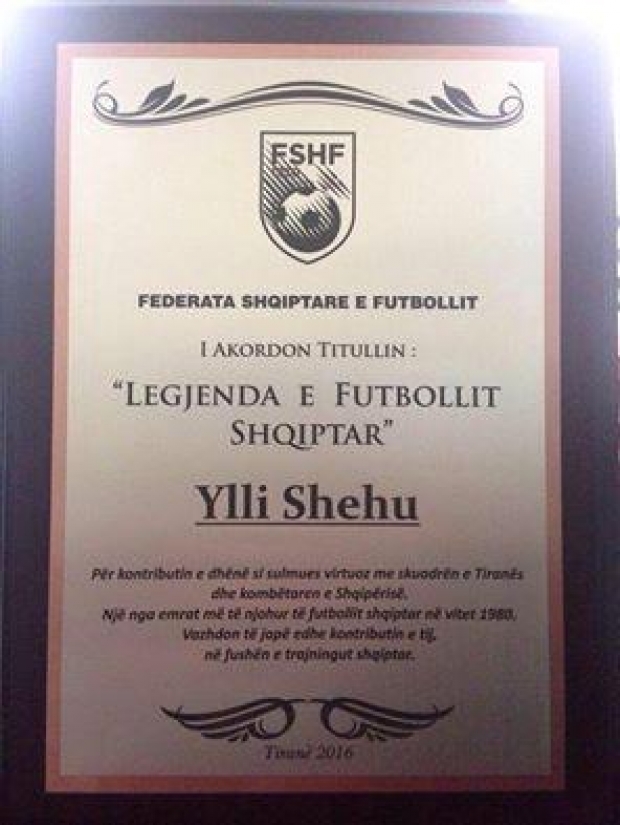 FSHF
FEDERATA SHQIPTARE E FUTBOLLIT
I AKORDON TITULLIN :
"LEGJENDA E FUTBOLLIT
SHQIPTAR"
Ylli Shehu
Për kontributin e dhënë si sulmues virtuoz me skuadrën e Tiranës
dhe kombëtaren e Shqipërisë.
Një nga emrat më të njohur të futbollit shqiptar në vitet 1980.
Vazhdon të japë edhe kontributin e tij,
në fushën e trajningut shqiptar.
Tiranë 2016